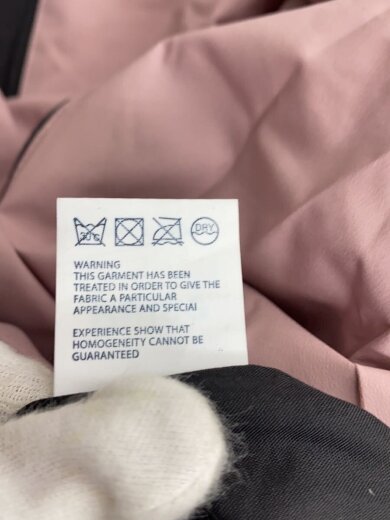 30°C DRY
WARNING
THIS GARMENT HAS BEEN
TREATED IN ORDER TO GIVE THE
FABRIC A PARTICULAR
APPEARANCE AND SPECIAL
EXPERIENCE SHOW THAT
HOMOGENEITY CANNOT BE
GUARANTEED